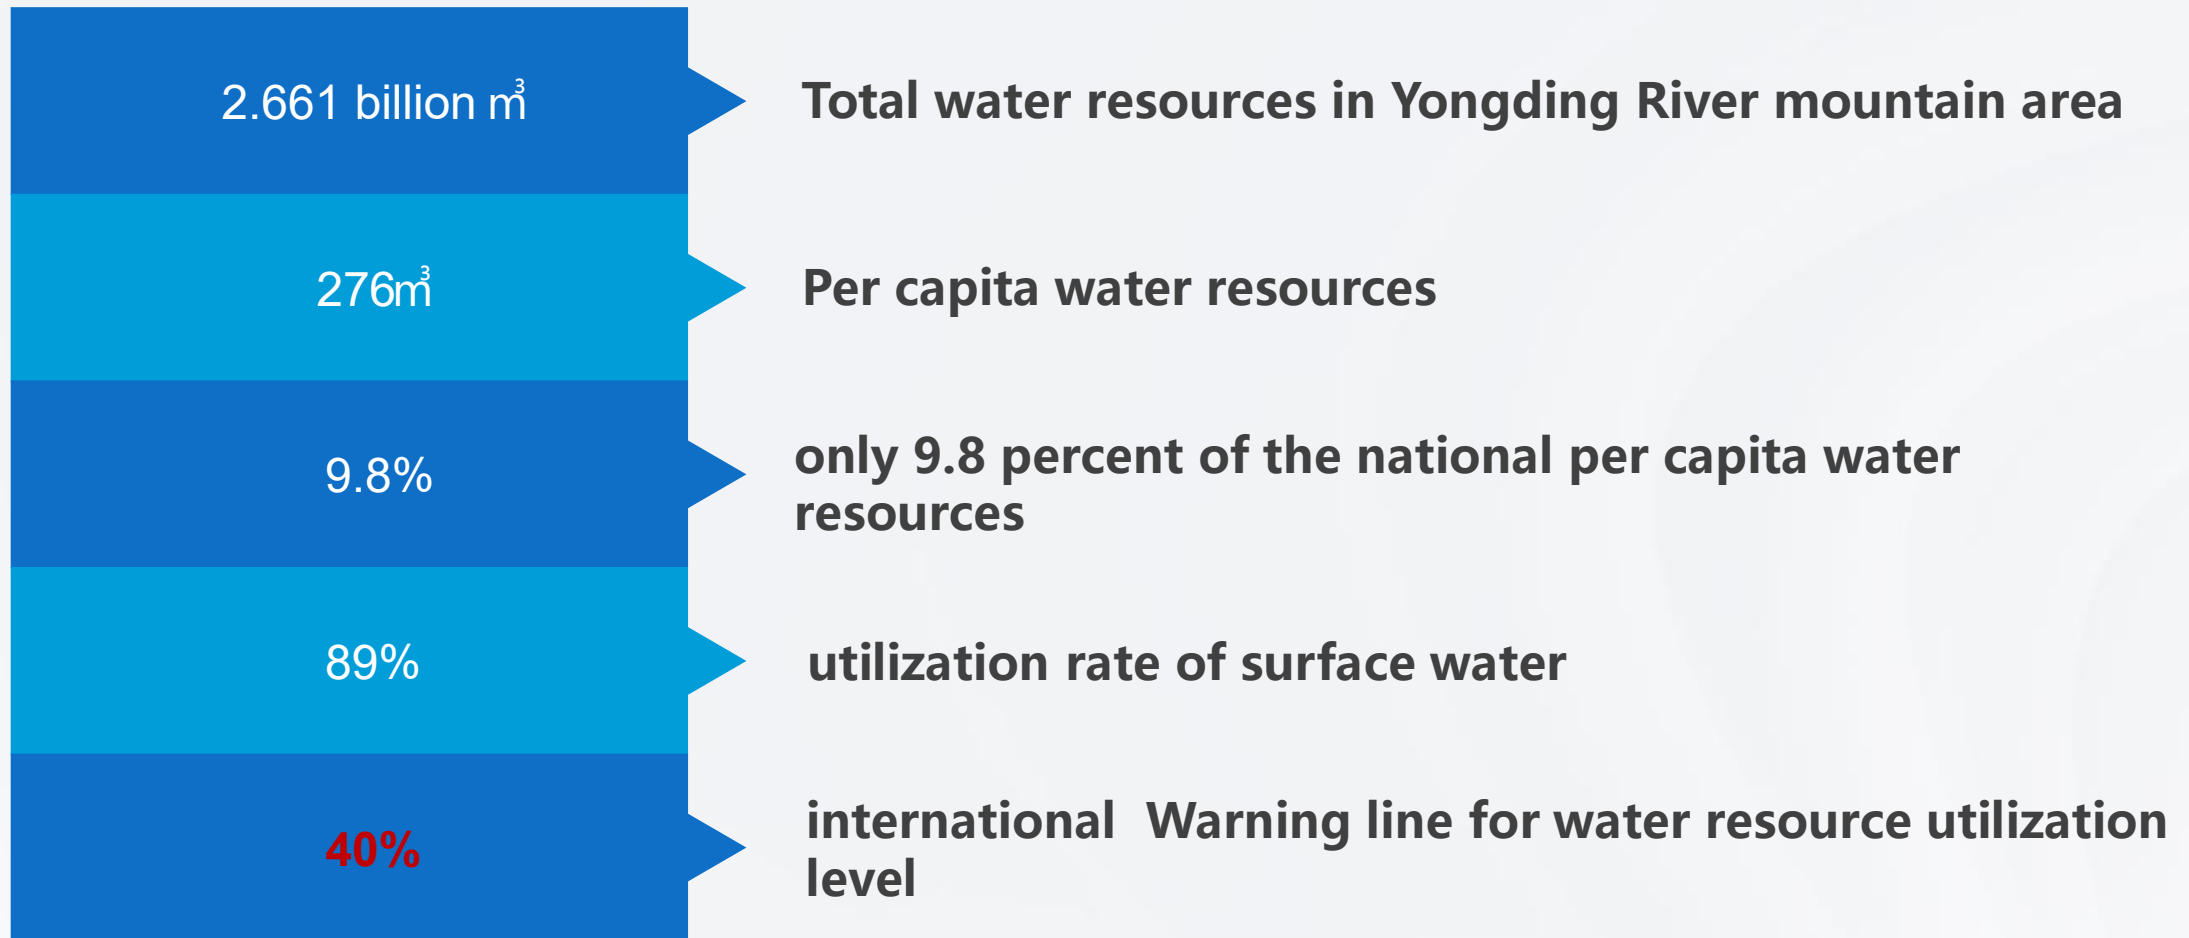 2.661 billion ㎥
Total water resources in Yongding River mountain area
276㎥
Per capita water resources
9.8%
only 9.8 percent of the national per capita water
resources
89%
utilization rate of surface water
40%
international  Warning line for water resource utilization
level